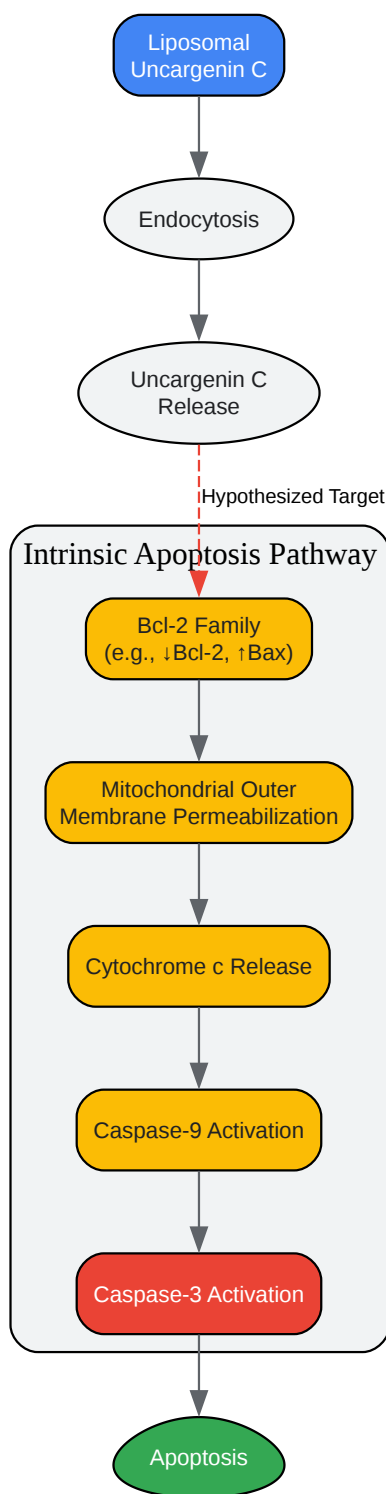 Liposomal
Uncargenin C
Endocytosis
Uncargenin C
Release
Hypothesized Target
Intrinsic Apoptosis Pathway
Bcl-2 Family
(e.g., ↓Bcl-2, ↑Bax)
Mitochondrial Outer
Membrane Permeabilization
Cytochrome c Release
Caspase-9 Activation
Caspase-3 Activation
Apoptosis